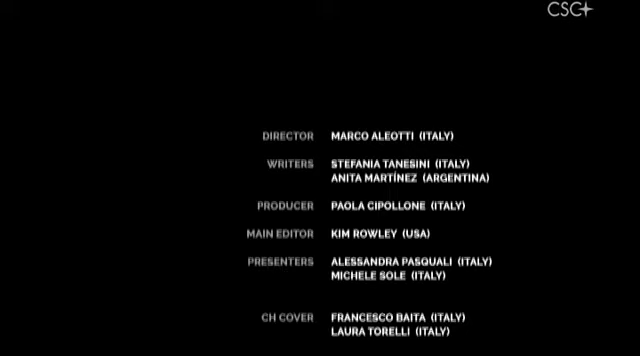 CSC+
DIRECTOR MARCO ALEOTTI (ITALY)
WRITERS STEFANIA TANESINI (ITALY)
ANITA MARTÍNEZ (ARGENTINA)
PRODUCER PAOLA CIPOLLONE (ITALY)
MAIN EDITOR KIM ROWLEY (USA)
PRESENTERS ALESSANDRA PASQUALI (ITALY)
MICHELE SOLE (ITALY)
CH COVER FRANCESCO BAITA (ITALY)
LAURA TORELLI (ITALY)